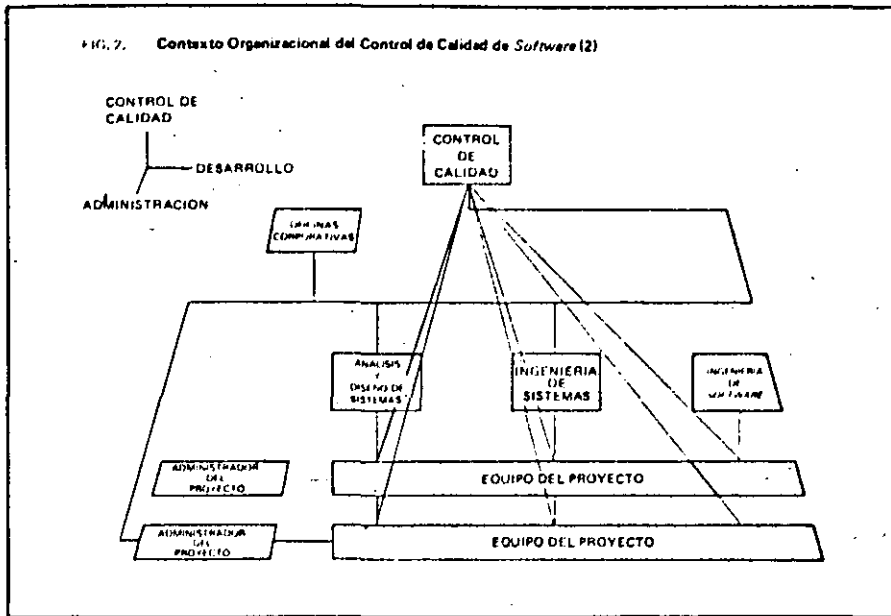 FIG. 2. Contexto Organizacional del Control de Calidad de Software (2)
CONTROL DE
CALIDAD
DESARROLLO
ADMINISTRACION
CONTROL
DE
CALIDAD
OFICINAS
CORPORATIVAS
ANALISIS
Y
DISEÑO DE
SISTEMAS
INGENIERIA
DE
SISTEMAS
INGENIERIA
DE
SOFTWARE
ADMINISTRADOR
DEL
PROYECTO
EQUIPO DEL PROYECTO
ADMINISTRADOR
DEL
PROYECTO
EQUIPO DEL PROYECTO